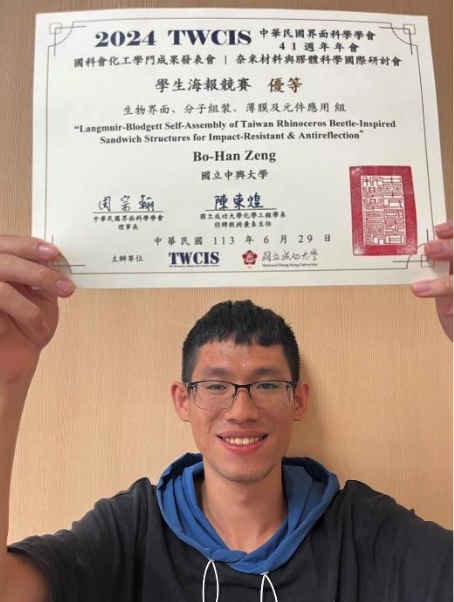 2024 TWCIS 中華民國界面科學學會
41 週年年會
國科會化工學門成果發表會 | 奈米材料與膠體科學國際研討會
學生海報競賽 優等
生物界面、分子組裝、薄膜及元件應用 組
“Langmuir-Blodgett Self-Assembly of Taiwan Rhinoceros Beetle-Inspired
Sandwich Structures for Impact-Resistant & Antireflection”
Bo-Han Zeng
國立中興大學
周宗翰 陳東煌
中華民國界面科學學會 國立成功大學化學工程學系
理事長 特聘教授兼系主任
中華民國 113 年 6 月 29 日
主辦單位 TWCIS 國立成功大學
National Cheng Kung University